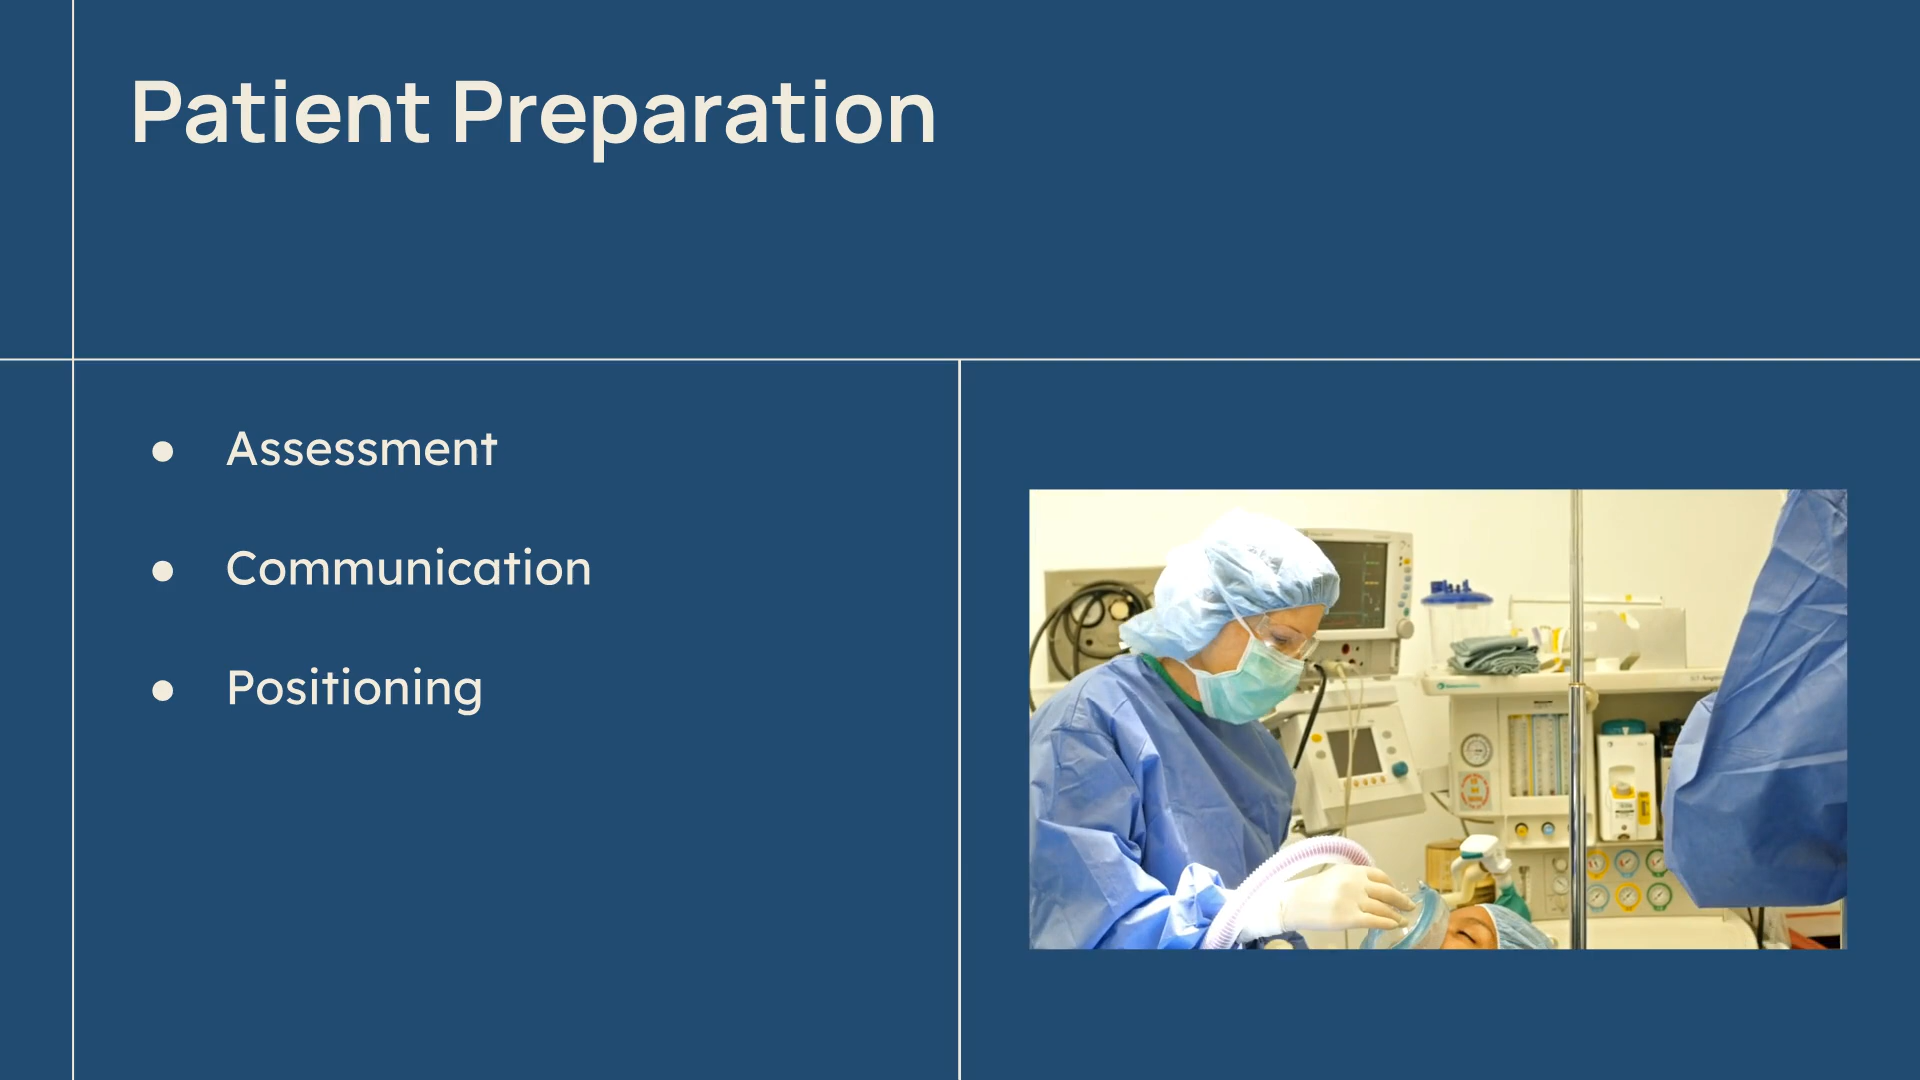 Patient Preparation
● Assessment
● Communication
● Positioning